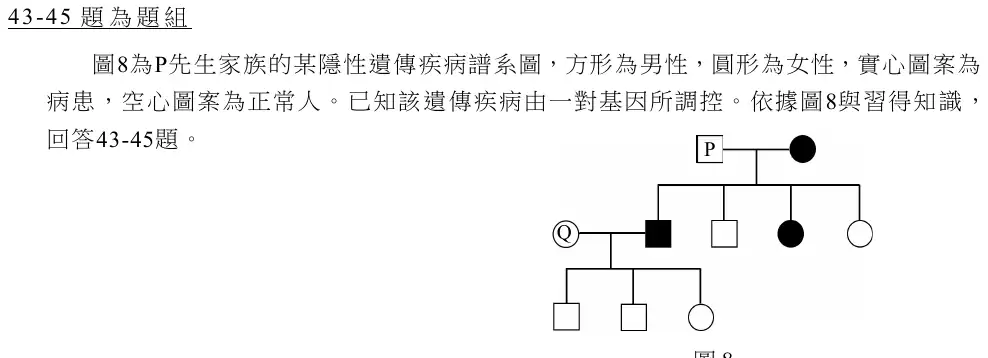 43-45 題為題組
圖8為P先生家族的某隱性遺傳疾病譜系圖，方形為男性，圓形為女性，實心圖案為
病患，空心圖案為正常人。已知該遺傳疾病由一對基因所調控。依據圖8與習得知識，
回答43-45題。
P
Q
圖 8